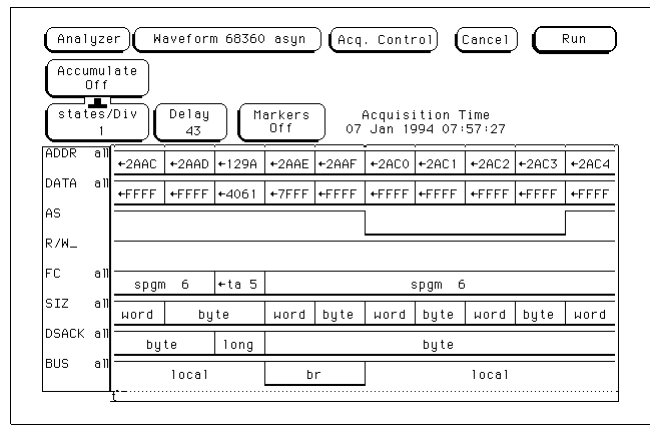 Analyzer Waveform 68360 asyn Acq. Control Cancel Run
Accumulate
Off
states/Div
1
Delay
43
Markers
Off
Acquisition Time
07 Jan 1994 07:57:27
ADDR all ←2AAC ←2AAD ←129A ←2AAE ←2AAF ←2AC0 ←2AC1 ←2AC2 ←2AC3 ←2AC4
DATA all ←FFFF ←FFFF ←4061 ←7FFF ←FFFF ←FFFF ←FFFF ←FFFF ←FFFF ←FFFF
AS
R/W_
FC all spgm 6 ←ta 5 spgm 6
SIZ all word byte word byte word byte word byte word
DSACK all byte long byte
BUS all local br local